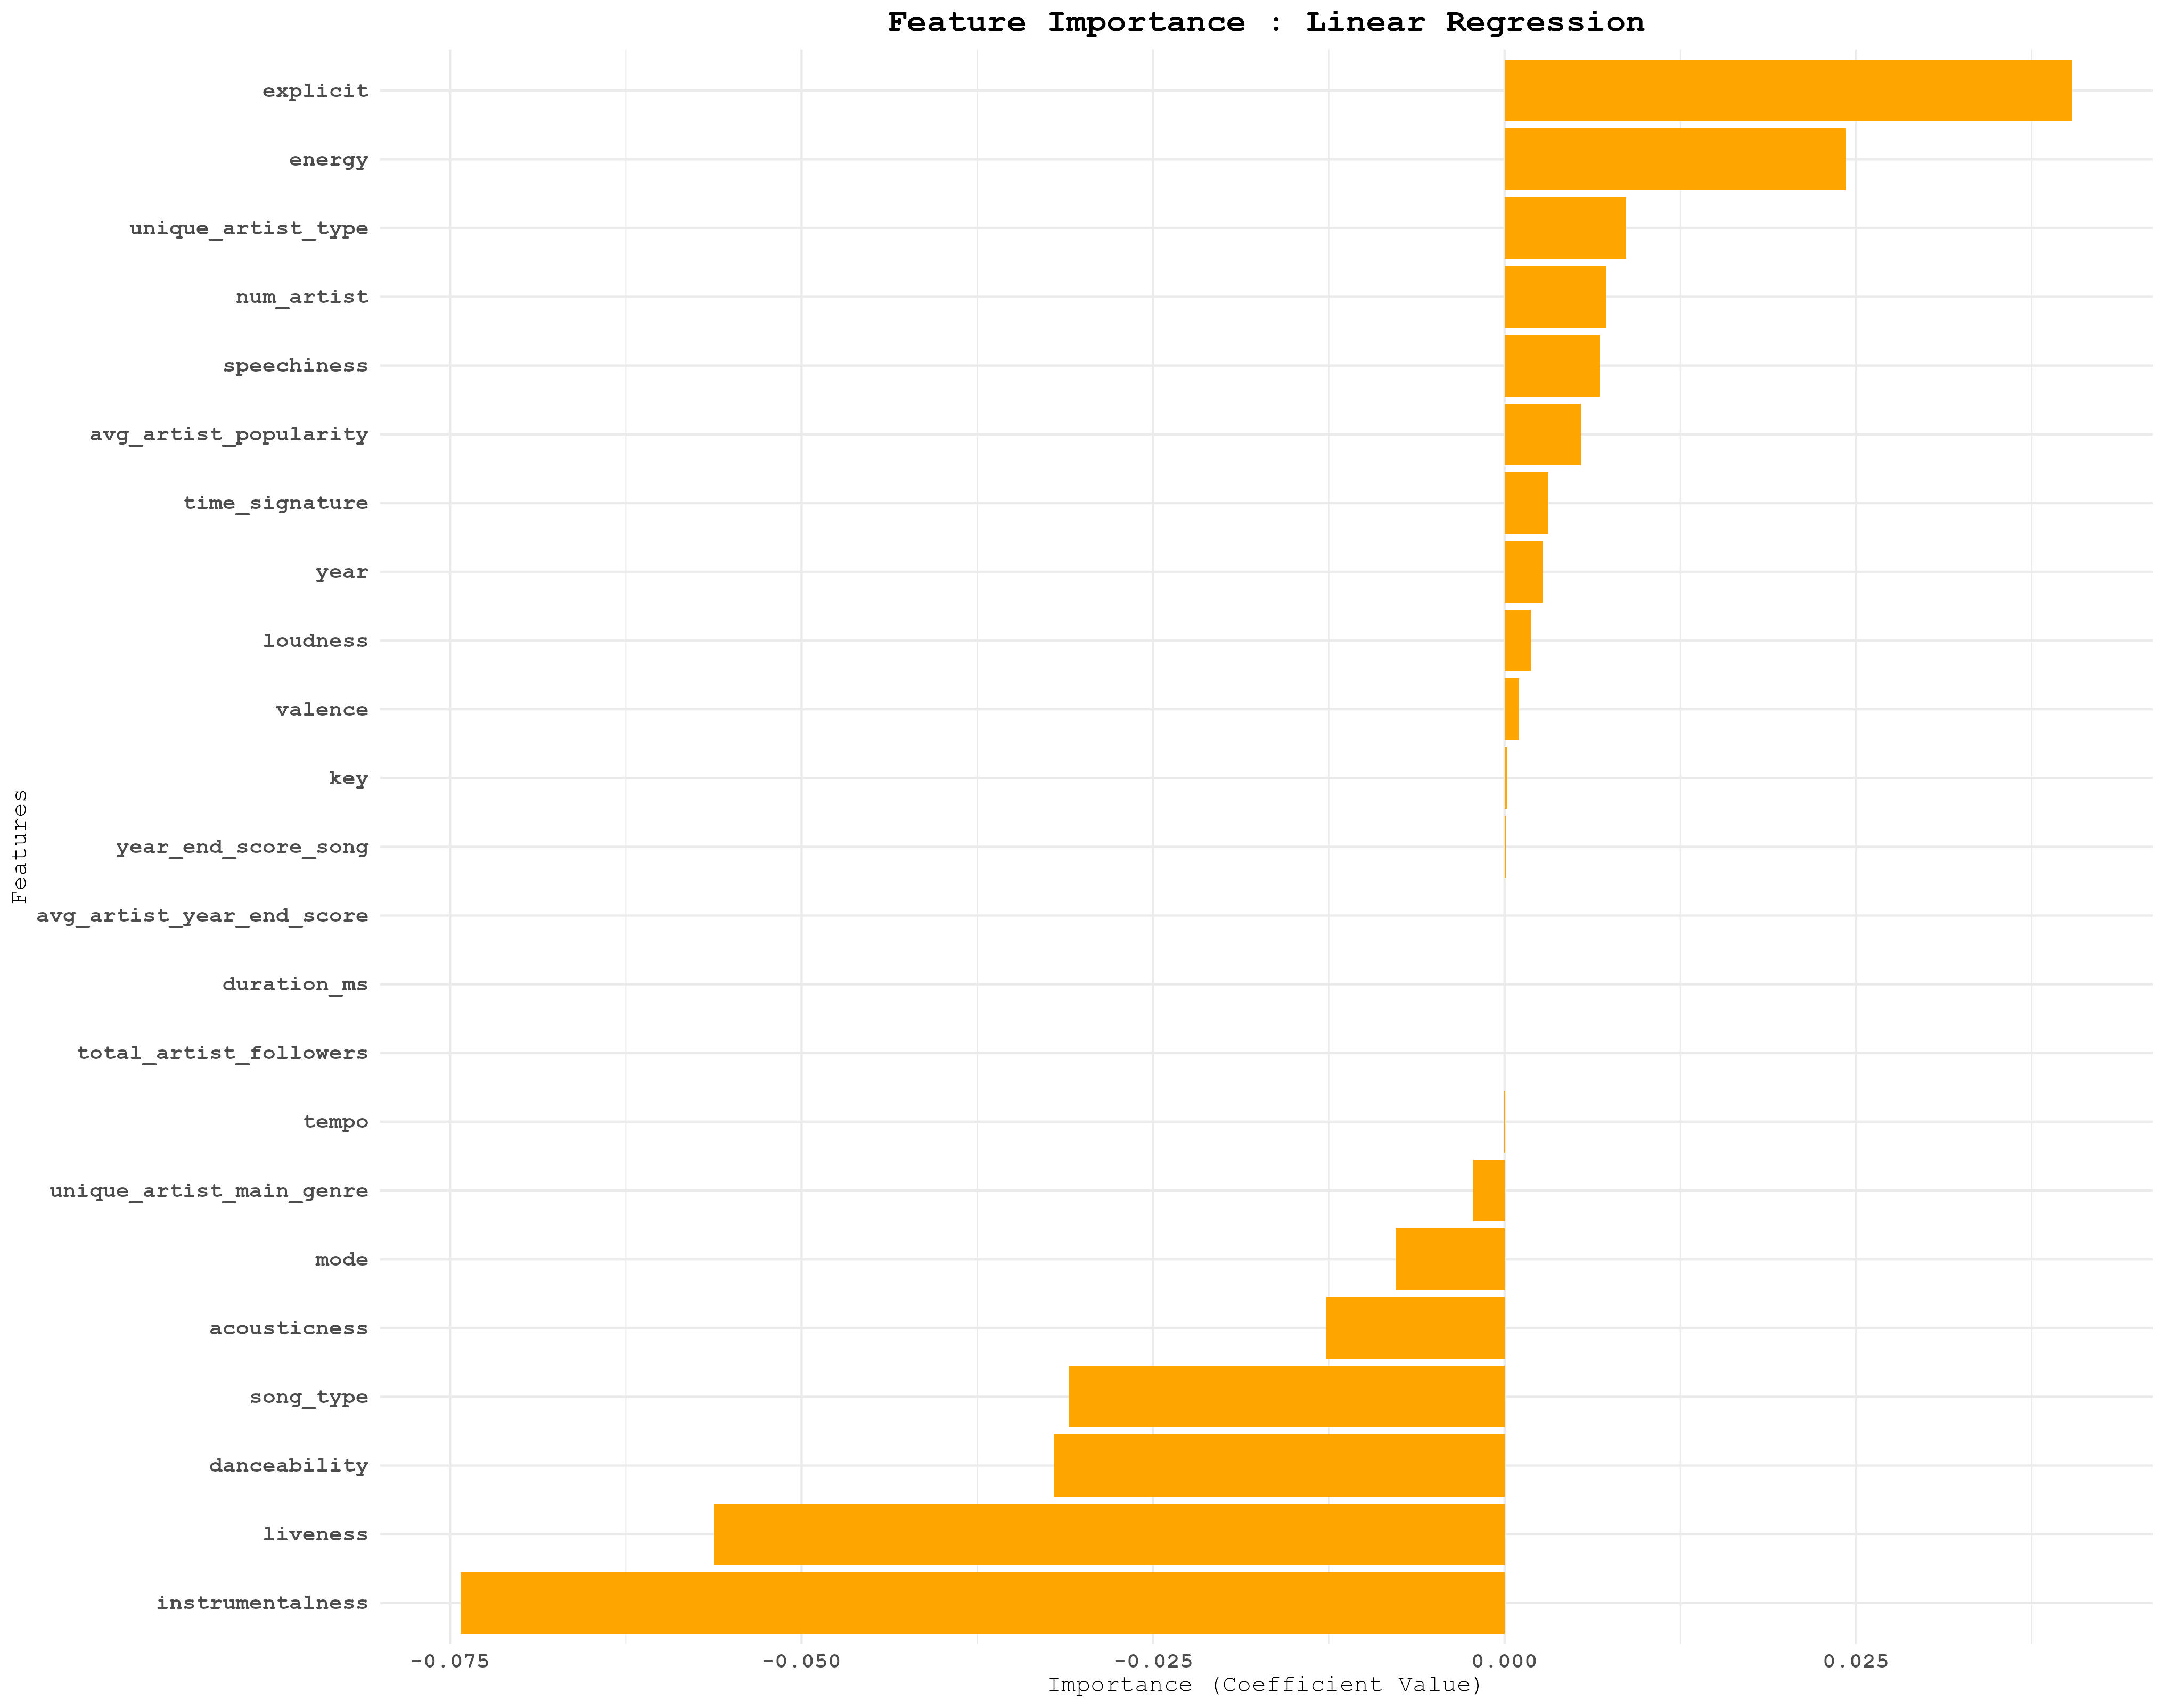 Feature Importance : Linear Regression
explicit
energy
unique_artist_type
num_artist
speechiness
avg_artist_popularity
time_signature
year
loudness
valence
key
year_end_score_song
avg_artist_year_end_score
duration_ms
total_artist_followers
tempo
unique_artist_main_genre
mode
acousticness
song_type
danceability
liveness
instrumentalness
Features
-0.075 -0.050 -0.025 0.000 0.025
Importance (Coefficient Value)